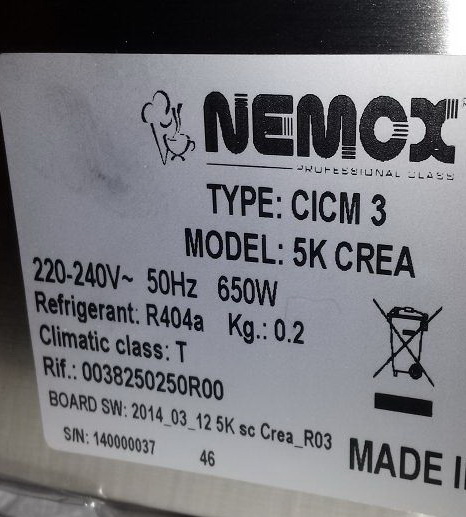 NEMOX
PROFESSIONAL CLASS
TYPE: CICM 3
MODEL: 5K CREA
220-240V~ 50Hz 650W
Refrigerant: R404a Kg.: 0.2
Climatic class: T
Rif.: 0038250250R00
BOARD SW: 2014_03_12 5K sc Crea_R03
S/N: 140000037 46
MADE I